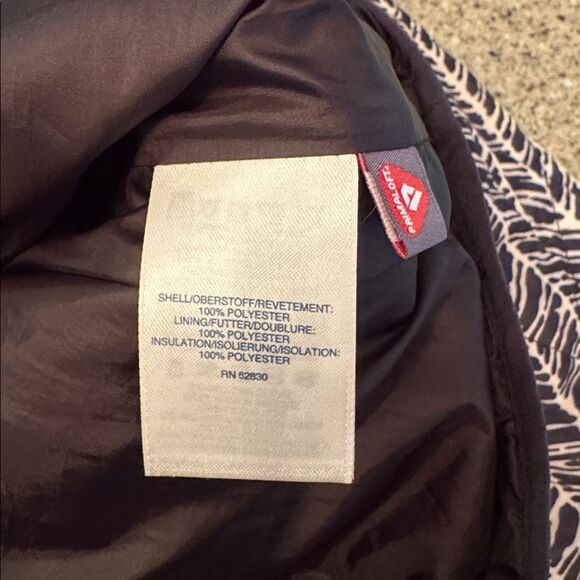 SHELL/OBERSTOFF/REVETEMENT:
100% POLYESTER
LINING/FUTTER/DOUBLURE:
100% POLYESTER
INSULATION/ISOLIERUNG/ISOLATION:
100% POLYESTER
RN 62830
PRIMALOFT